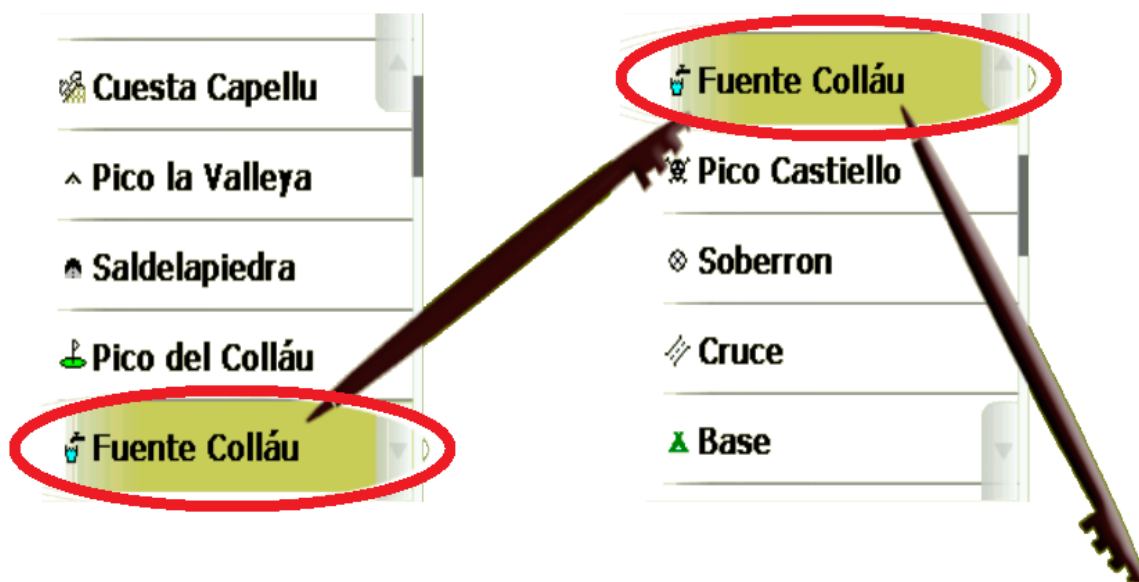 Cuesta Capellu
Pico la Valleya
Saldelapiedra
Pico del Colláu
Fuente Colláu
Fuente Colláu
Pico Castiello
Soberron
Cruce
Base